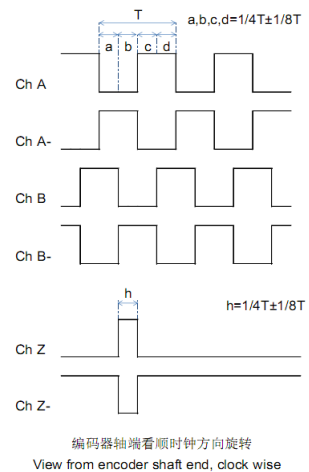 T
a,b,c,d=1/4T±1/8T
a b c d
Ch A
Ch A-
Ch B
Ch B-
h
h=1/4T±1/8T
Ch Z
Ch Z-
编码器轴端看顺时钟方向旋转
View from encoder shaft end, clock wise